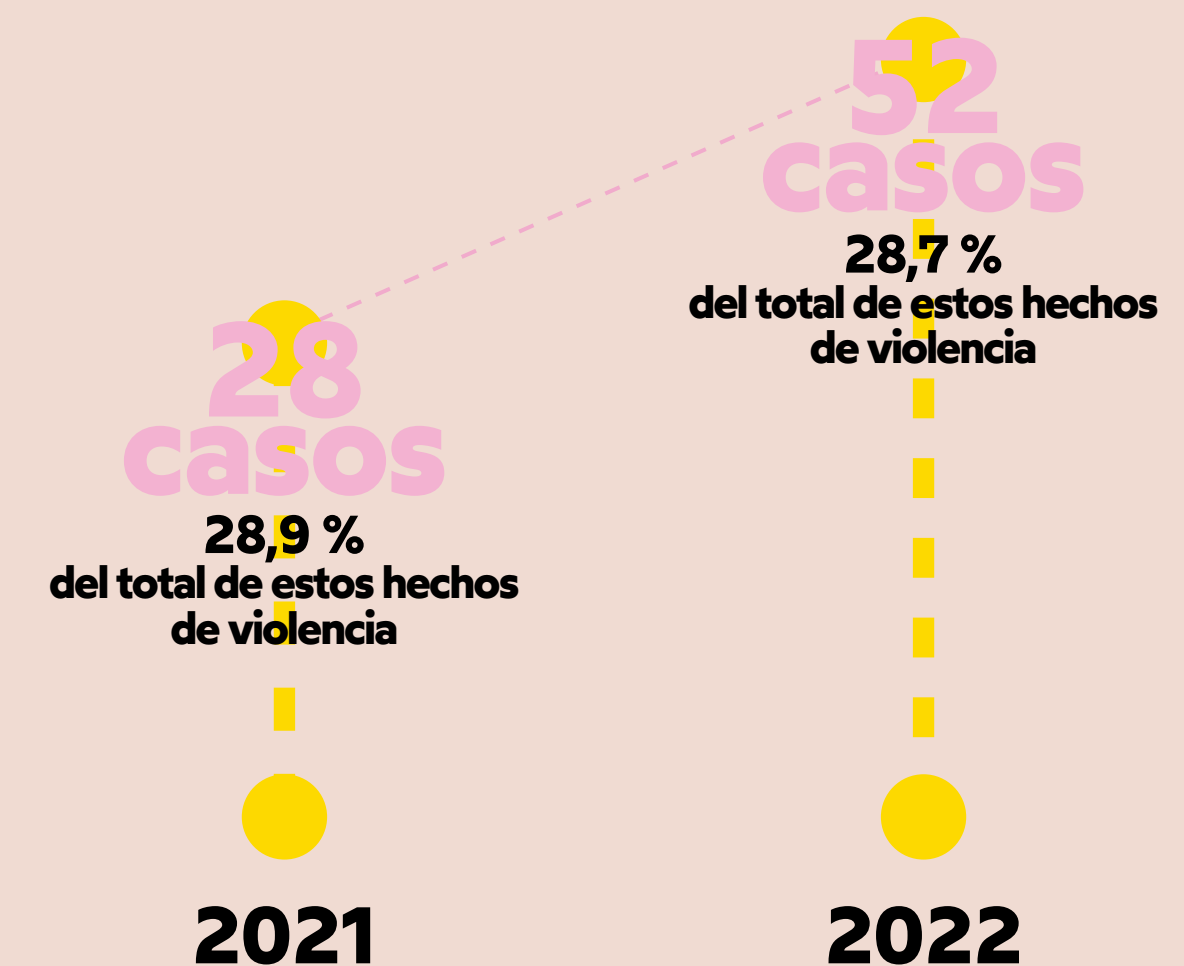 52
casos
28,7 %
del total de estos hechos
de violencia
28
casos
28,9 %
del total de estos hechos
de violencia
2021
2022